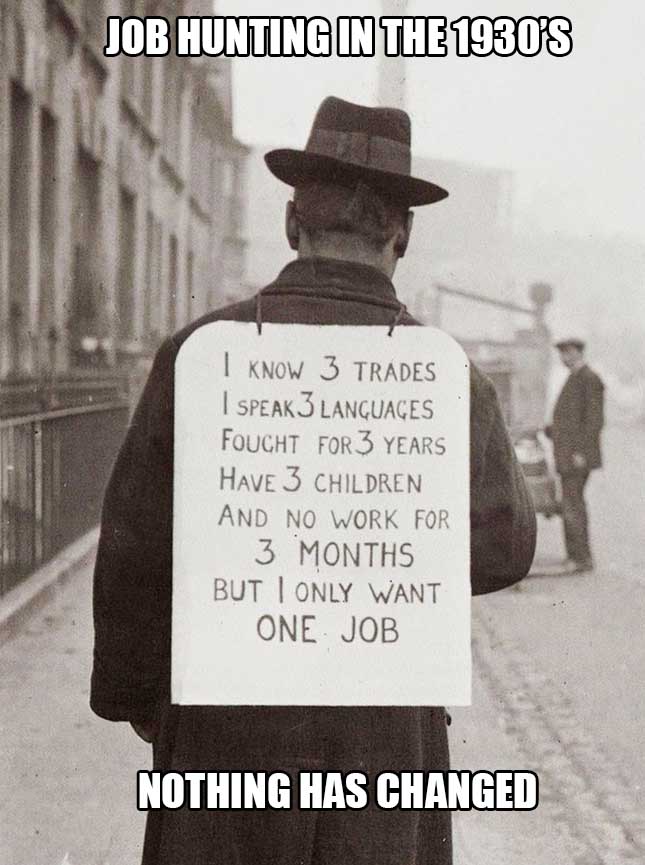 JOB HUNTING IN THE 1930'S
I KNOW 3 TRADES
I SPEAK 3 LANGUAGES
FOUGHT FOR 3 YEARS
HAVE 3 CHILDREN
AND NO WORK FOR
3 MONTHS
BUT I ONLY WANT
ONE JOB
NOTHING HAS CHANGED